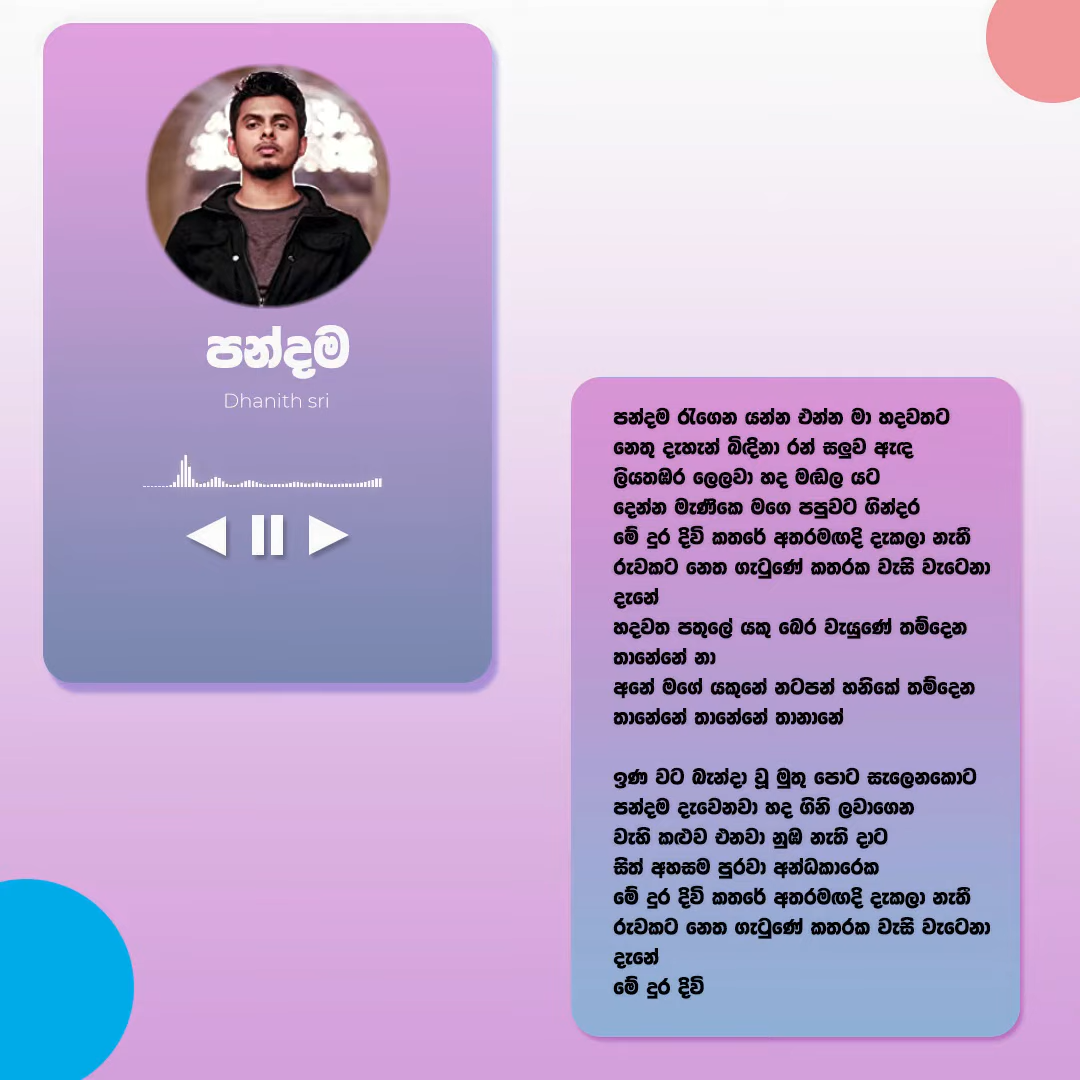 පන්දම
Dhanith sri
පන්දම රැගෙන යන්න එන්න මා හදවතට
නෙතු දැහැන් බිඳිනා රන් සලුව ඇඳ
ලියතඹර ලෙලවා හද මඬල යට
දෙන්න මැණිකෙ මගෙ පපුවට ගින්දර
මේ දුර දිවි කතරේ අතරමඟදි දැකලා නැතී
රුවකට නෙත ගැටුණේ කතරක වැසි වැටෙනා
දැනේ
හදවත පතුලේ යකු බෙර වැයුණේ තම්දෙන
තානේනේ නා
අනේ මගේ යකුනේ නටපන් හනිකේ තම්දෙන
තානේනේ තානේනේ තානානේ
ඉණ වට බැන්දා වූ මුතු පොට සැලෙනකොට
පන්දම දැවෙනවා හද ගිනි ලවාගෙන
වැහි කළුව එනවා නුඹ නැති දාට
සිත් අහසම පුරවා අන්ධකාරෙක
මේ දුර දිවි කතරේ අතරමඟදි දැකලා නැතී
රුවකට නෙත ගැටුණේ කතරක වැසි වැටෙනා
දැනේ
මේ දුර දිවි